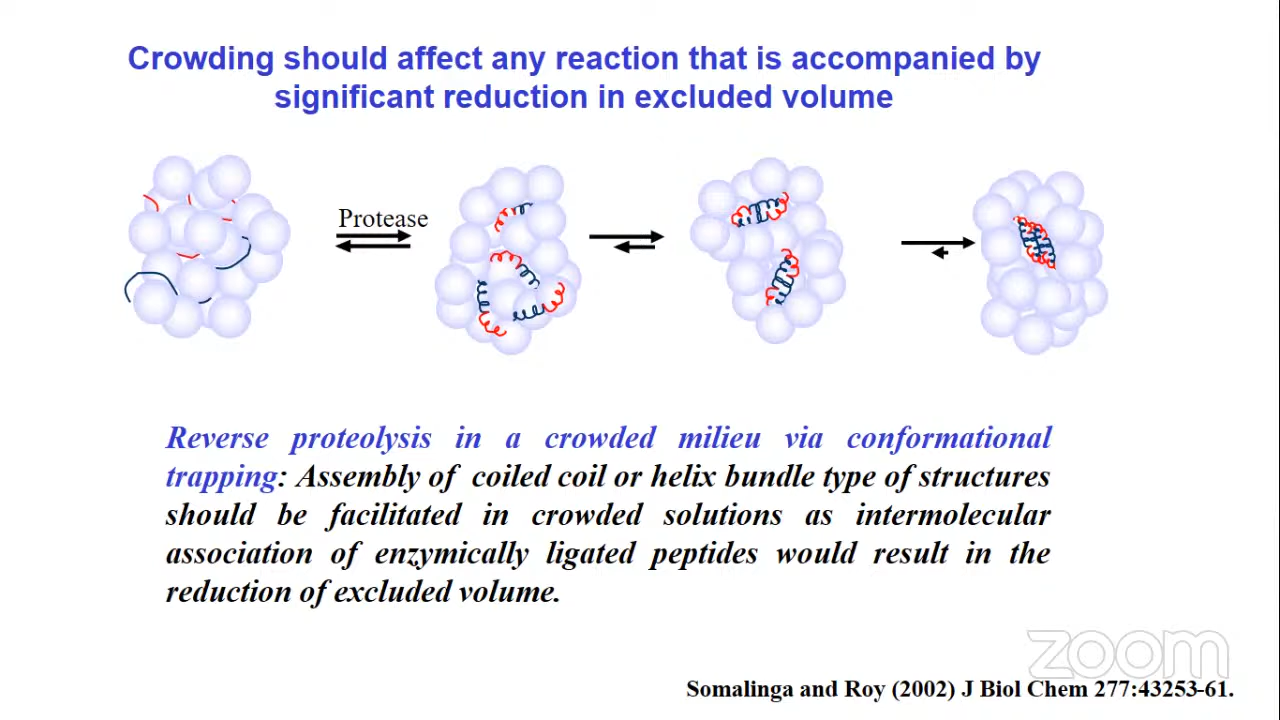 Crowding should affect any reaction that is accompanied by
significant reduction in excluded volume
Protease
Reverse proteolysis in a crowded milieu via conformational
trapping: Assembly of coiled coil or helix bundle type of structures
should be facilitated in crowded solutions as intermolecular
association of enzymically ligated peptides would result in the
reduction of excluded volume.
zoom
Somalinga and Roy (2002) J Biol Chem 277:43253-61.